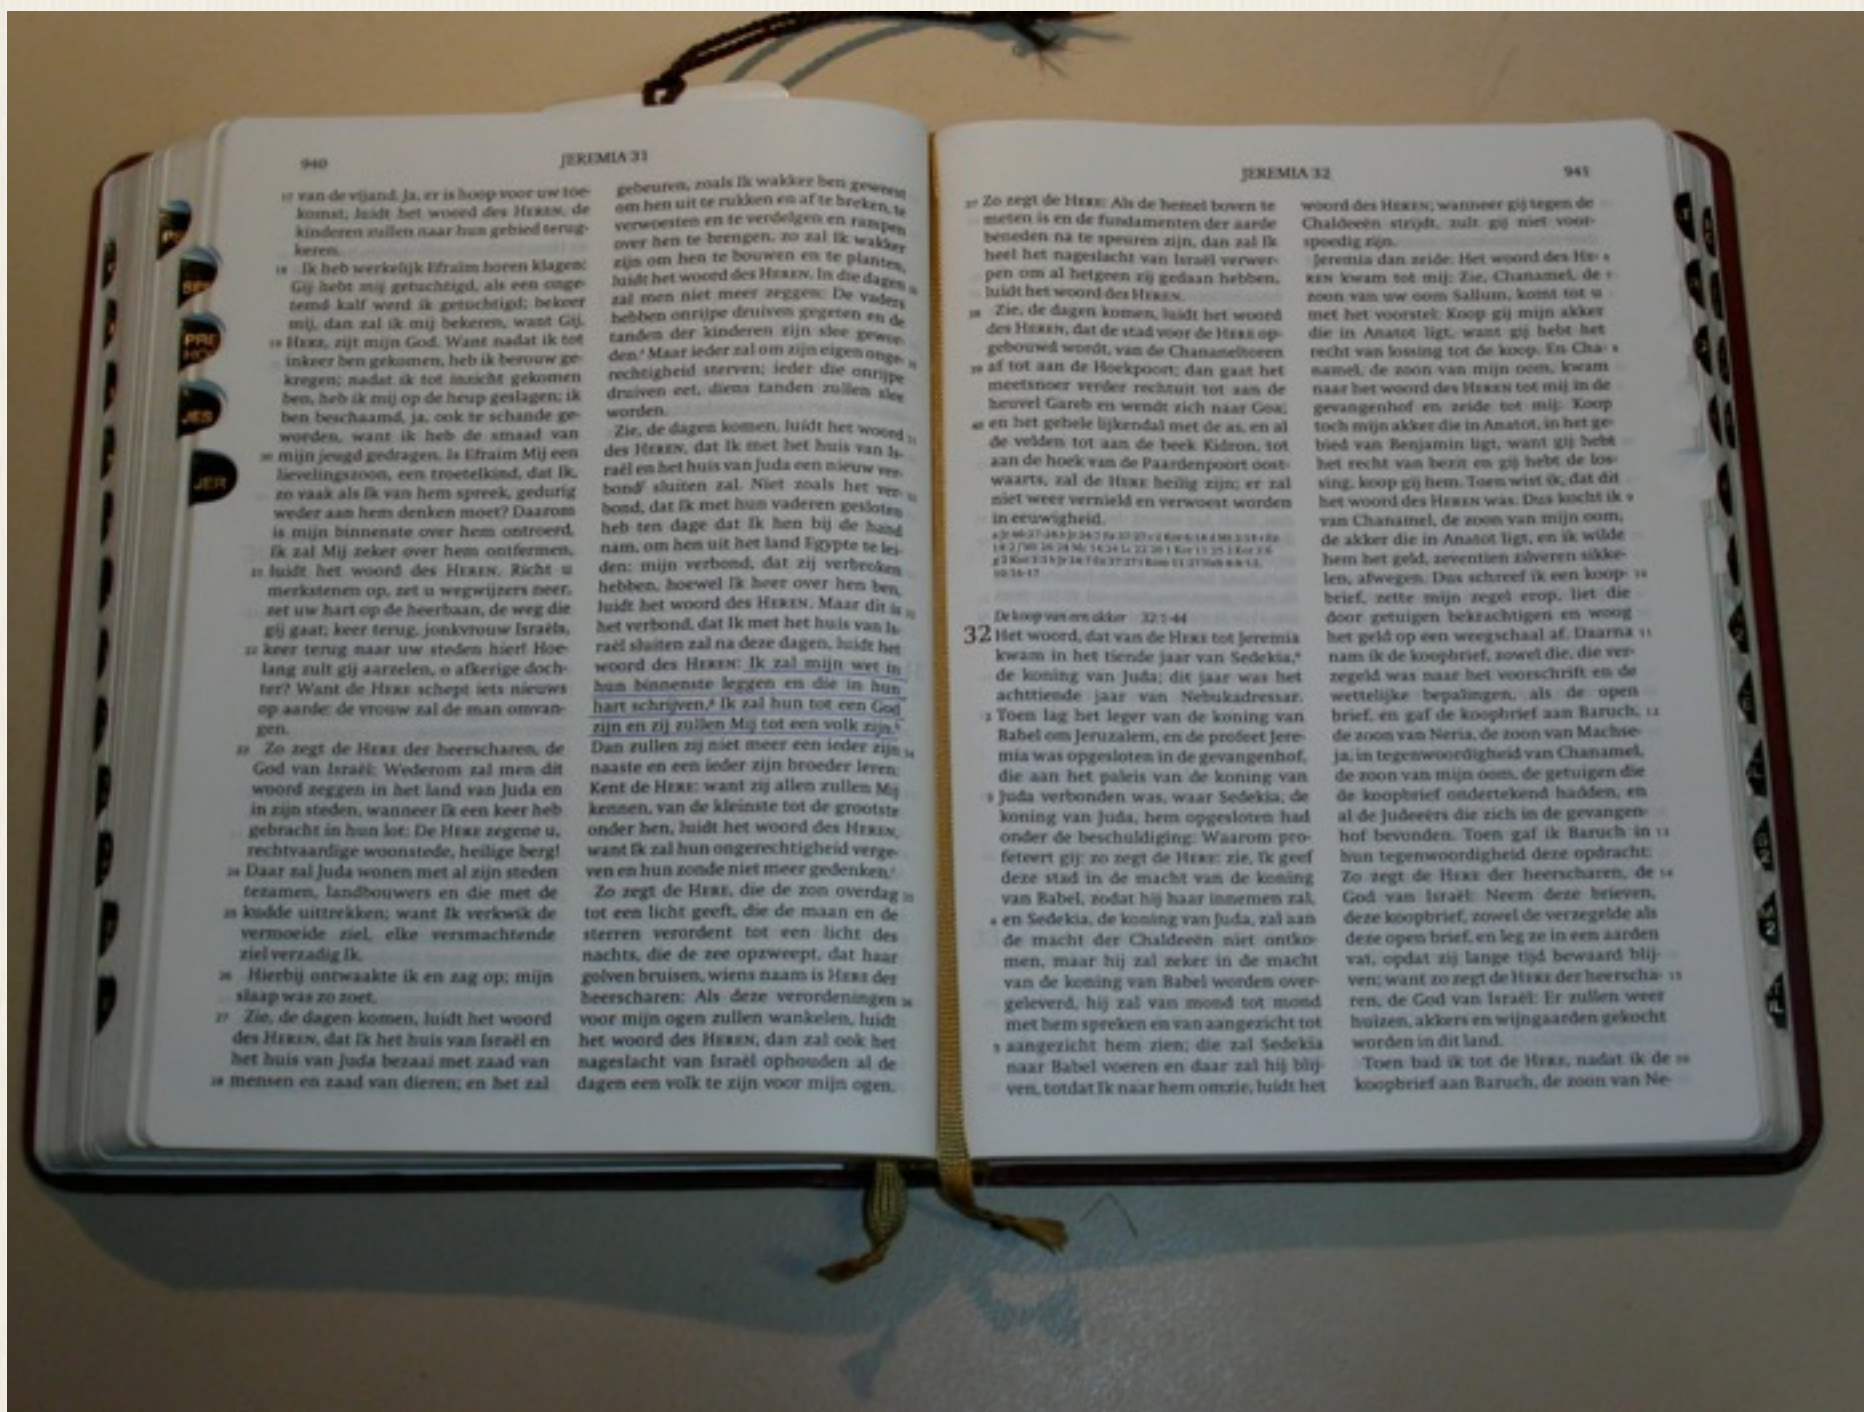 940
JEREMIA 31
17 van de vijand. Ja, er is hoop voor uw toe-
komst, luidt het woord des HEREN, de
kinderen zullen naar hun gebied terug-
keren.
18 Ik heb werkelijk Efraïm horen klagen:
Gij hebt mij getuchtigd, als een onge-
temd kalf werd ik getuchtigd; bekeer
mij, dan zal ik mij bekeren, want Gij,
19 HERE, zijt mijn God. Want nadat ik tot
inkeer ben gekomen, heb ik berouw ge-
kregen; nadat ik tot inzicht gekomen
ben, heb ik mij op de heup geslagen; ik
ben beschaamd, ja, ook te schande ge-
worden, want ik heb de smaad van
20 mijn jeugd gedragen. Is Efraïm Mij een
lievelingszoon, een troetelkind, dat Ik,
zo vaak als Ik van hem spreek, gedurig
weder aan hem denken moet? Daarom
is mijn binnenste over hem ontroerd,
Ik zal Mij zeker over hem ontfermen,
21 luidt het woord des HEREN. Richt u
merkstenen op, zet u wegwijzers neer,
zet uw hart op de heerbaan, de weg die
gij gaat; keer terug, jonkvrouw Israëls,
22 keer terug naar uw steden hier! Hoe-
lang zult gij aarzelen, o afkerige doch-
ter? Want de HERE schept iets nieuws
op aarde: de vrouw zal de man omvan-
gen.
23 Zo zegt de HERE der heerscharen, de
God van Israël: Wederom zal men dit
woord zeggen in het land van Juda en
in zijn steden, wanneer Ik een keer heb
gebracht in hun lot: De HERE zegene u,
rechtvaardige woonstede, heilige berg!
24 Daar zal Juda wonen met al zijn steden
tezamen, landbouwers en die met de
25 kudde uittrekken; want Ik verkwik de
vermoeide ziel, elke versmachtende
ziel verzadig Ik.
26 Hierbij ontwaakte ik en zag op; mijn
slaap was zo zoet.
27 Zie, de dagen komen, luidt het woord
des HEREN, dat Ik het huis van Israël en
het huis van Juda bezaai met zaad van
28 mensen en zaad van dieren; en het zal
gebeuren, zoals Ik wakker ben geweest
om hen uit te rukken en af te breken, te
verwoesten en te verdelgen en rampen
over hen te brengen, zo zal Ik wakker
zijn om hen te bouwen en te planten,
luidt het woord des HEREN. In die dagen 29
zal men niet meer zeggen: De vaders
hebben onrijpe druiven gegeten en de
tanden der kinderen zijn slee gewor-
den. Maar ieder zal om zijn eigen onge- 30
rechtigheid sterven; ieder die onrijpe
druiven eet, diens tanden zullen slee
worden.
Zie, de dagen komen, luidt het woord 31
des HEREN, dat Ik met het huis van Is-
raël en het huis van Juda een nieuw ver-
bond sluiten zal. Niet zoals het ver- 32
bond, dat Ik met hun vaderen gesloten
heb ten dage dat Ik hen bij de hand
nam, om hen uit het land Egypte te lei-
den: mijn verbond, dat zij verbroken
hebben, hoewel Ik heer over hen ben,
luidt het woord des HEREN. Maar dit is 33
het verbond, dat Ik met het huis van Is-
raël sluiten zal na deze dagen, luidt het
woord des HEREN: Ik zal mijn wet in
hun binnenste leggen en die in hun
hart schrijven,g Ik zal hun tot een God
zijn en zij zullen Mij tot een volk zijn.h
Dan zullen zij niet meer een ieder zijn 34
naaste en een ieder zijn broeder leren:
Kent de HERE: want zij allen zullen Mij
kennen, van de kleinste tot de grootste
onder hen, luidt het woord des HEREN,
want Ik zal hun ongerechtigheid verge-
ven en hun zonde niet meer gedenken.i
Zo zegt de HERE, die de zon overdag 35
tot een licht geeft, die de maan en de
sterren verordent tot een licht des
nachts, die de zee opzweept, dat haar
golven bruisen, wiens naam is HERE der
heerscharen: Als deze verordeningen 36
voor mijn ogen zullen wankelen, luidt
het woord des HEREN, dan zal ook het
nageslacht van Israël ophouden al de
dagen een volk te zijn voor mijn ogen.
JEREMIA 32
941
37 Zo zegt de HERE: Als de hemel boven te
meten is en de fundamenten der aarde
beneden na te speuren zijn, dan zal Ik
heel het nageslacht van Israël verwer-
pen om al hetgeen zij gedaan hebben,
luidt het woord des HEREN.
38 Zie, de dagen komen, luidt het woord
des HEREN, dat de stad voor de HERE op-
gebouwd wordt, van de Chananeltoren
39 af tot aan de Hoekpoort; dan gaat het
meetsnoer verder rechtuit tot aan de
heuvel Gareb en wendt zich naar Goa;
40 en het gehele lijkendal met de as, en al
de velden tot aan de beek Kidron, tot
aan de hoek van de Paardenpoort oost-
waarts, zal de HERE heilig zijn; er zal
niet weer vernield en verwoest worden
in eeuwigheid.
De koop van een akker 32:1-44
32 Het woord, dat van de HERE tot Jeremia
kwam in het tiende jaar van Sedekia,a
de koning van Juda; dit jaar was het
achttiende jaar van Nebukadressar.
2 Toen lag het leger van de koning van
Babel om Jeruzalem, en de profeet Jere-
mia was opgesloten in de gevangenhof,
die aan het paleis van de koning van
3 Juda verbonden was, waar Sedekia, de
koning van Juda, hem opgesloten had
onder de beschuldiging: Waarom pro-
feteert gij: zo zegt de HERE: zie, Ik geef
deze stad in de macht van de koning
van Babel, zodat hij haar innemen zal,
4 en Sedekia, de koning van Juda, zal aan
de macht der Chaldeeën niet ontko-
men, maar hij zal zeker in de macht
van de koning van Babel worden over-
geleverd, hij zal van mond tot mond
met hem spreken en van aangezicht tot
5 aangezicht hem zien; die zal Sedekia
naar Babel voeren en daar zal hij blij-
ven, totdat Ik naar hem omzie, luidt het
woord des HEREN; wanneer gij tegen de
Chaldeeën strijdt, zult gij niet voor-
spoedig zijn.
Jeremia dan zeide: Het woord des HE- 6
REN kwam tot mij: Zie, Chanamel, de 7
zoon van uw oom Sallum, komt tot u
met het voorstel: Koop gij mijn akker
die in Anatot ligt, want gij hebt het
recht van lossing tot de koop. En Cha- 8
namel, de zoon van mijn oom, kwam
naar het woord des HEREN tot mij in de
gevangenhof en zeide tot mij: Koop
toch mijn akker die in Anatot, in het ge-
bied van Benjamin ligt, want gij hebt
het recht van bezit en gij hebt de los-
sing, koop gij hem. Toen wist ik, dat dit
het woord des HEREN was. Dus kocht ik 9
van Chanamel, de zoon van mijn oom,
de akker die in Anatot ligt, en ik wilde
hem het geld, zeventien zilveren sikke-
len, afwegen. Dus schreef ik een koop- 10
brief, zette mijn zegel erop, liet die
door getuigen bekrachtigen en woog
het geld op een weegschaal af. Daarna 11
nam ik de koopbrief, zowel die, die ver-
zegeld was naar het voorschrift en de
wettelijke bepalingen, als de open
brief, en gaf de koopbrief aan Baruch, 12
de zoon van Neria, de zoon van Machse-
ja, in tegenwoordigheid van Chanamel,
de zoon van mijn oom, de getuigen die
de koopbrief ondertekend hadden, en
al de Judeeërs die zich in de gevangen-
hof bevonden. Toen gaf ik Baruch in 13
hun tegenwoordigheid deze opdracht:
Zo zegt de HERE der heerscharen, de 14
God van Israël: Neem deze brieven,
deze koopbrief, zowel de verzegelde als
deze open brief, en leg ze in een aarden
vat, opdat zij lange tijd bewaard blij-
ven; want zo zegt de HERE der heerscha- 15
ren, de God van Israël: Er zullen weer
huizen, akkers en wijngaarden gekocht
worden in dit land.
Toen bad ik tot de HERE, nadat ik de 16
koopbrief aan Baruch, de zoon van Ne-
PRE
JES
JER